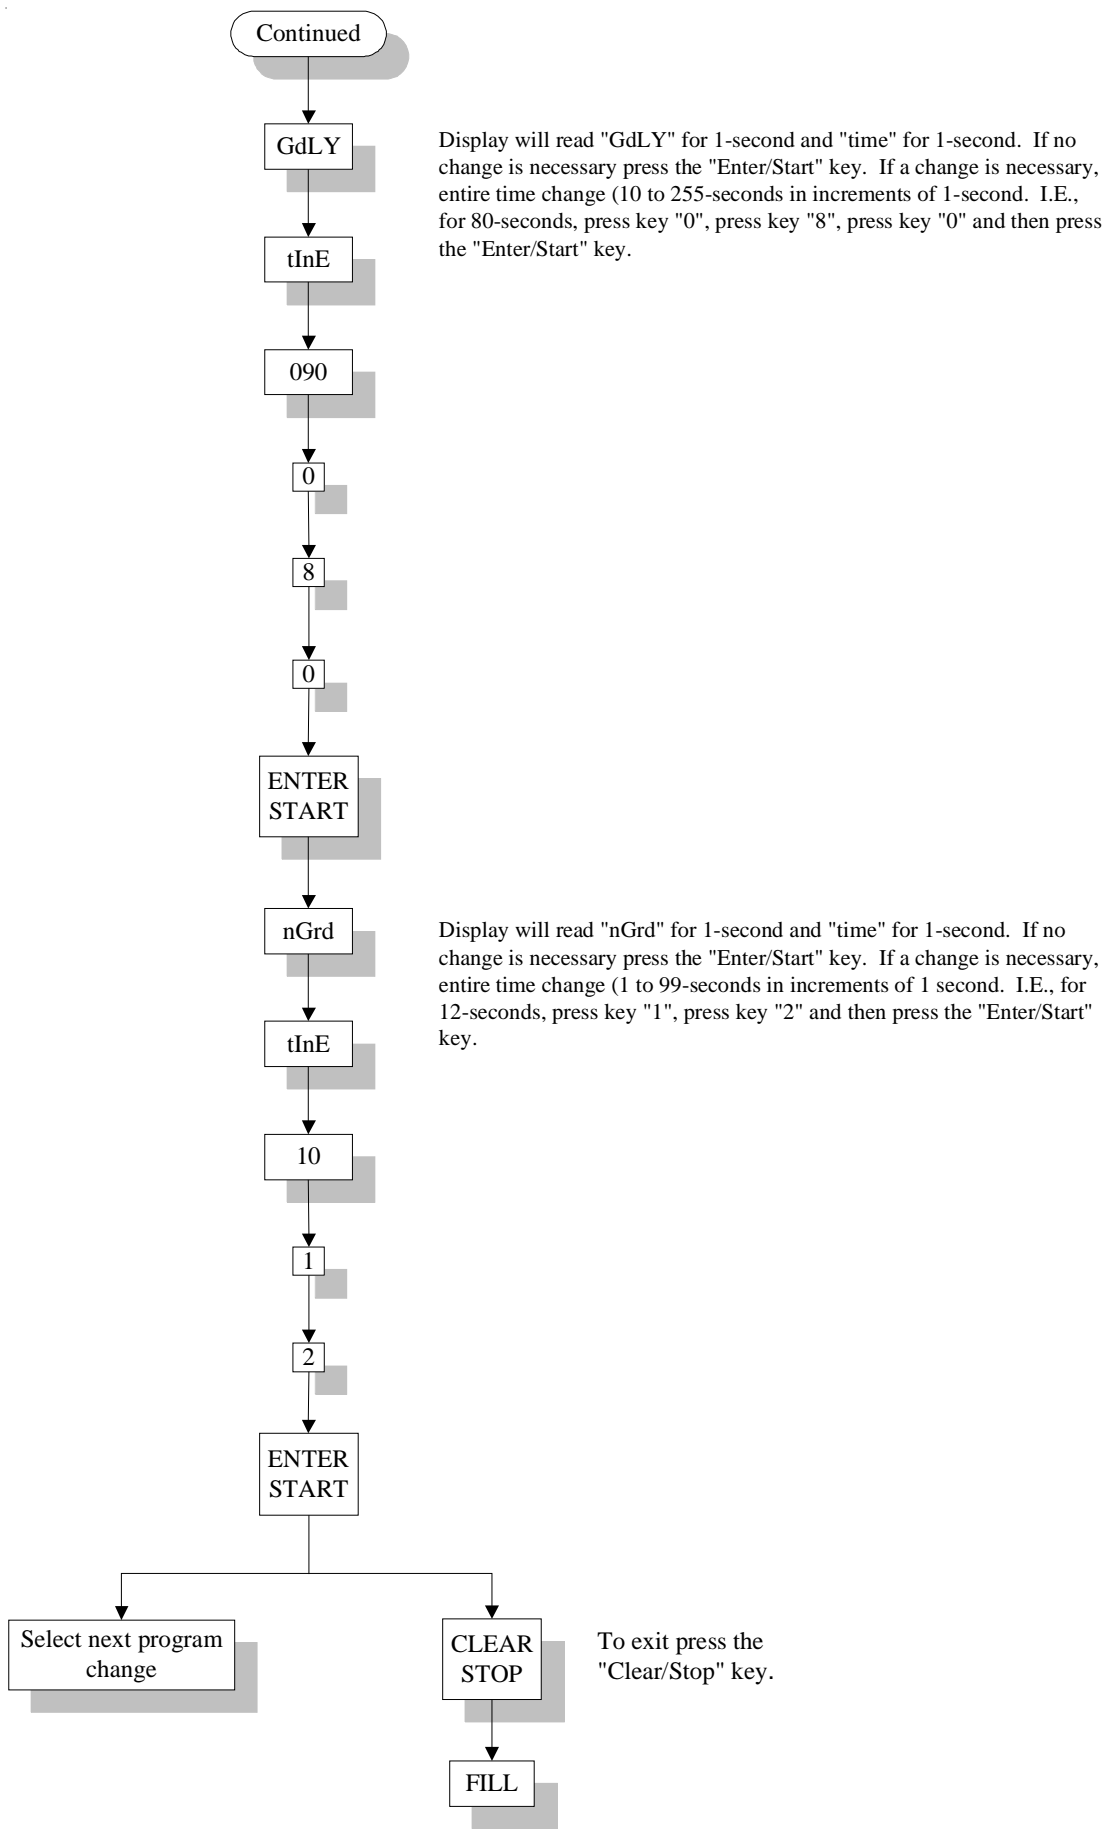 Continued
GdLY
Display will read "GdLY" for 1-second and "time" for 1-second.  If no
change is necessary press the "Enter/Start" key.  If a change is necessary,
entire time change (10 to 255-seconds in increments of 1-second.  I.E.,
for 80-seconds, press key "0", press key "8", press key "0" and then press
the "Enter/Start" key.
tInE
090
0
8
0
ENTER
START
nGrd
Display will read "nGrd" for 1-second and "time" for 1-second.  If no
change is necessary press the "Enter/Start" key.  If a change is necessary,
entire time change (1 to 99-seconds in increments of 1 second.  I.E., for
12-seconds, press key "1", press key "2" and then press the "Enter/Start"
key.
tInE
10
1
2
ENTER
START
Select next program
change
CLEAR
STOP
To exit press the
"Clear/Stop" key.
FILL